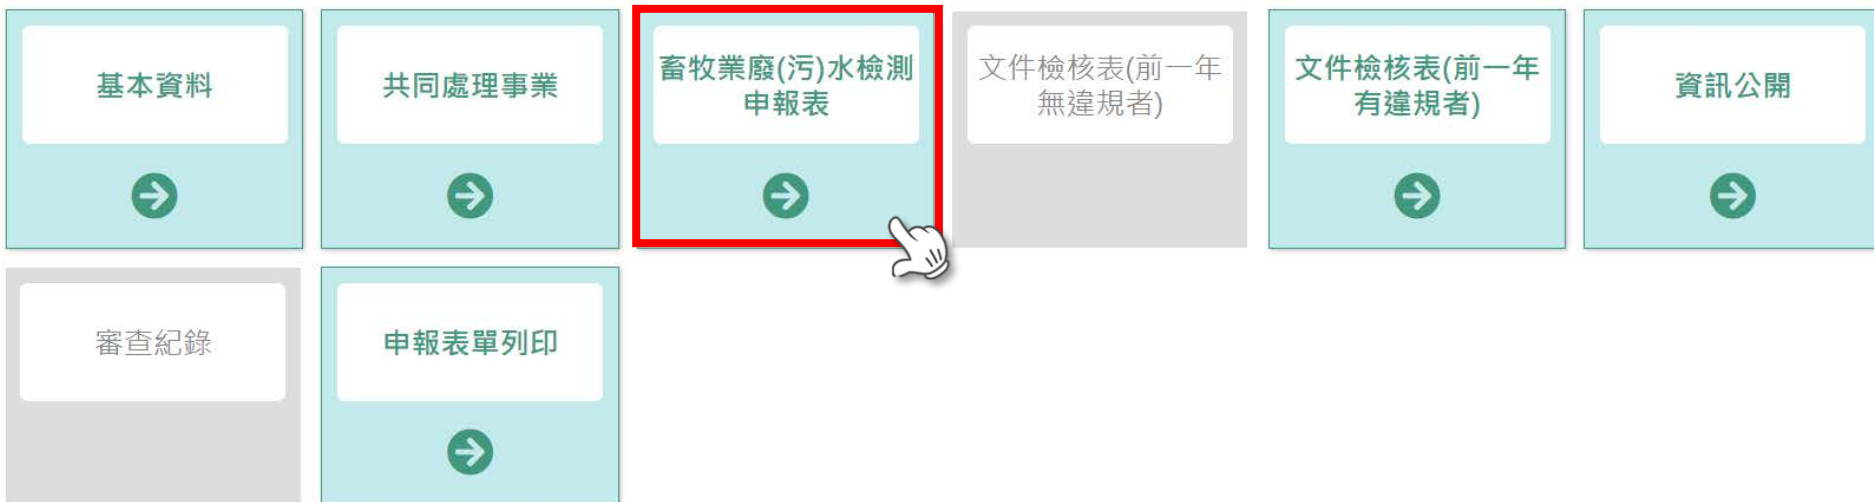 基本資料
共同處理事業
畜牧業廢(污)水檢測
申報表
文件檢核表(前一年
無違規者)
文件檢核表(前一年
有違規者)
資訊公開
審查紀錄
申報表單列印